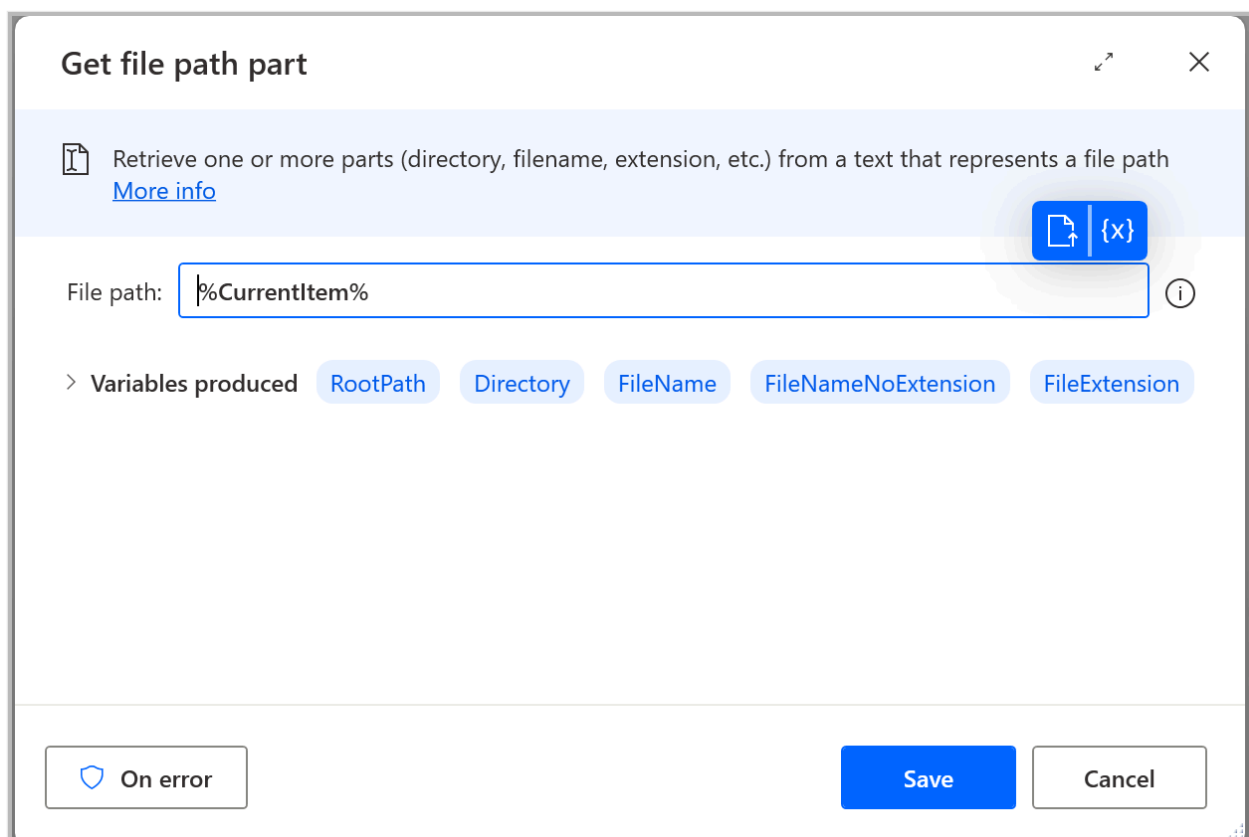 Get file path part
Retrieve one or more parts (directory, filename, extension, etc.) from a text that represents a file path
More info
{x}
File path: %CurrentItem%
Variables produced RootPath Directory FileName FileNameNoExtension FileExtension
On error Save Cancel